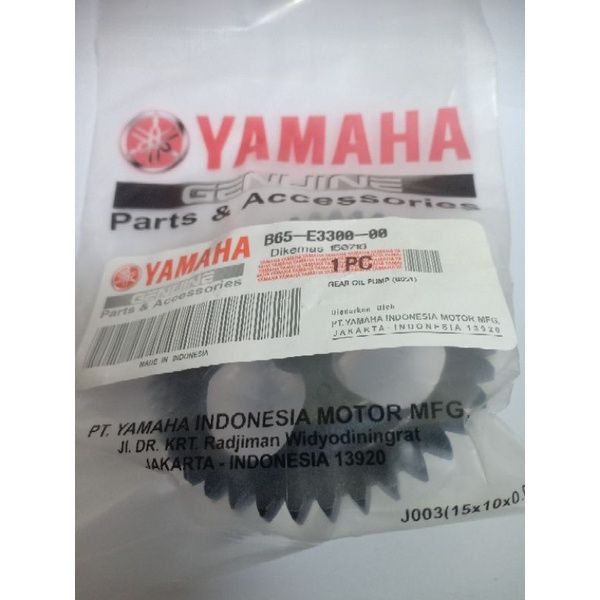 YAMAHA
GENUINE
Parts & Accessories
YAMAHA
GENUINE
Parts & Accessories
B65-E3300-00
Dikemas 150716
1 PC
GEAR OIL PUMP
MADE IN INDONESIA
Diedarkan Oleh
PT.YAMAHA INDONESIA MOTOR MFG.
JAKARTA-INDONESIA 13920
PT. YAMAHA INDONESIA MOTOR MFG.
Jl. DR. KRT. Radjiman Widyodiningrat
JAKARTA - INDONESIA 13920
J003(15x10x0.